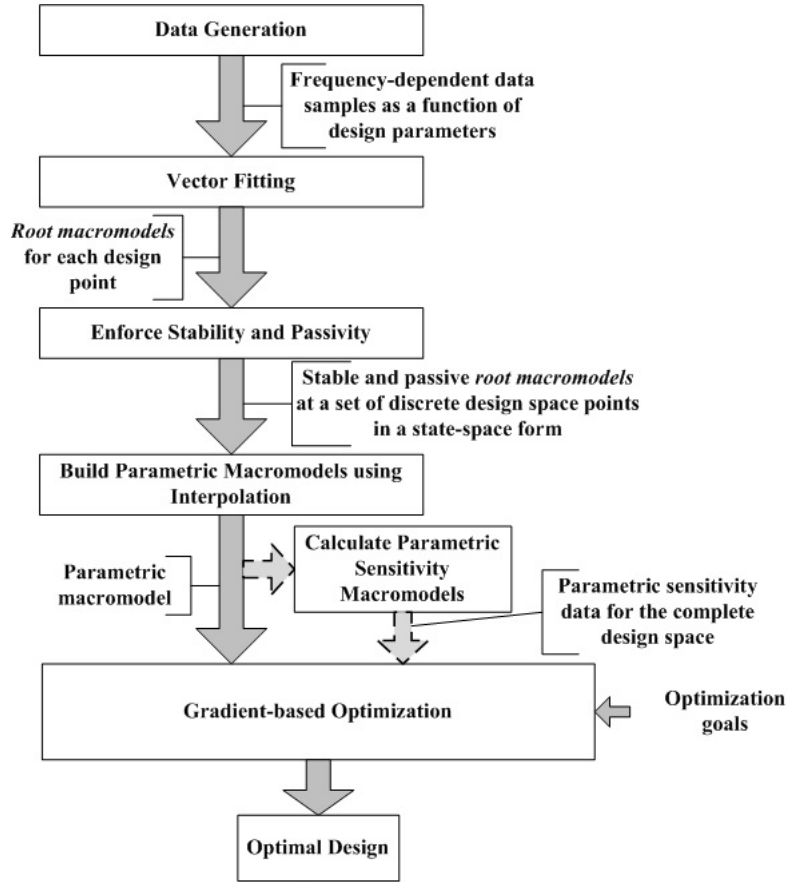 Data Generation
Frequency-dependent data
samples as a function of
design parameters
Vector Fitting
Root macromodels
for each design
point
Enforce Stability and Passivity
Stable and passive root macromodels
at a set of discrete design space points
in a state-space form
Build Parametric Macromodels using
Interpolation
Calculate Parametric
Sensitivity
Macromodels
Parametric
macromodel
Parametric sensitivity
data for the complete
design space
Gradient-based Optimization
Optimization
goals
Optimal Design